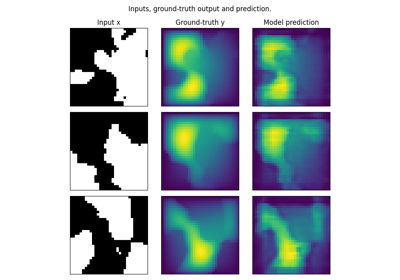 Inputs, ground-truth output and prediction.
Input x
Ground-truth y
Model prediction